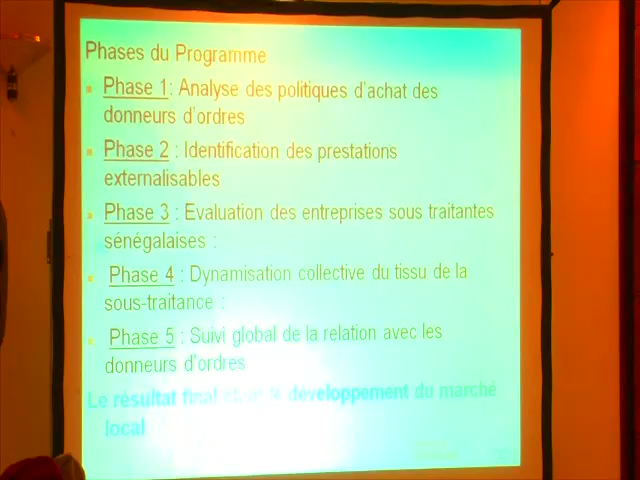 Phases du Programme
Phase 1: Analyse des politiques d'achat des
donneurs d'ordres
Phase 2 : Identification des prestations
externalisables
Phase 3 : Evaluation des entreprises sous traitantes
sénégalaises :
Phase 4 : Dynamisation collective du tissu de la
sous-traitance :
Phase 5 : Suivi global de la relation avec les
donneurs d'ordres
Le résultat final développement du marché
local